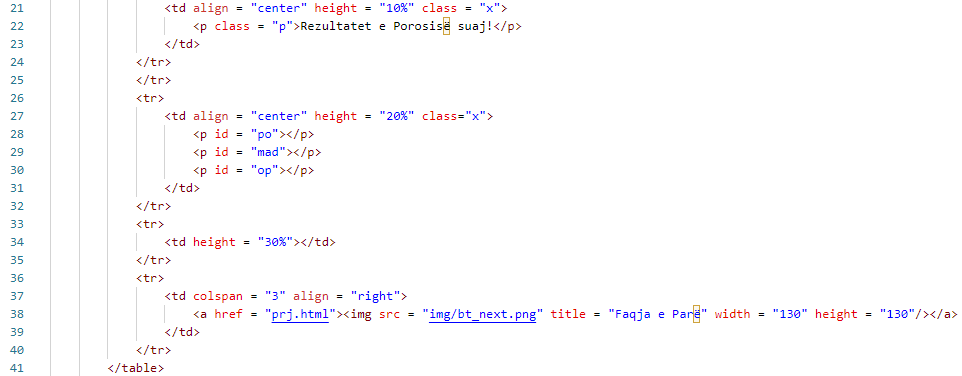 21 <td align = "center" height = "10%" class = "x">
22 <p class = "p">Rezultatet e Porosisë suaj!</p>
23 </td>
24 </tr>
25 </tr>
26 <tr>
27 <td align = "center" height = "20%" class="x">
28 <p id = "po"></p>
29 <p id = "mad"></p>
30 <p id = "op"></p>
31 </td>
32 </tr>
33 <tr>
34 <td height = "30%"></td>
35 </tr>
36 <tr>
37 <td colspan = "3" align = "right">
38 <a href = "prj.html"><img src = "img/bt_next.png" title = "Faqja e Parë" width = "130" height = "130"/></a>
39 </td>
40 </tr>
41 </table>